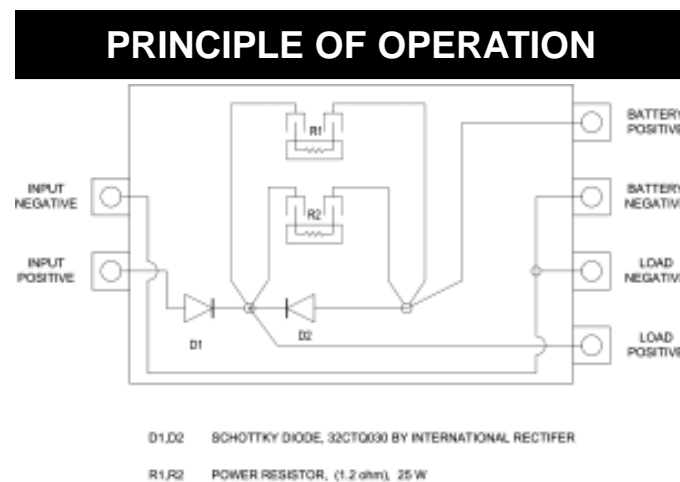 PRINCIPLE OF OPERATION
BATTERY
POSITIVE
R1
INPUT
NEGATIVE
BATTERY
NEGATIVE
R2
INPUT
POSITIVE
LOAD
NEGATIVE
D1
D2
LOAD
POSITIVE
D1,D2 SCHOTTKY DIODE, 32CTQ030 BY INTERNATIONAL RECTIFER
R1,R2 POWER RESISTOR, (1.2 ohm), 25 W